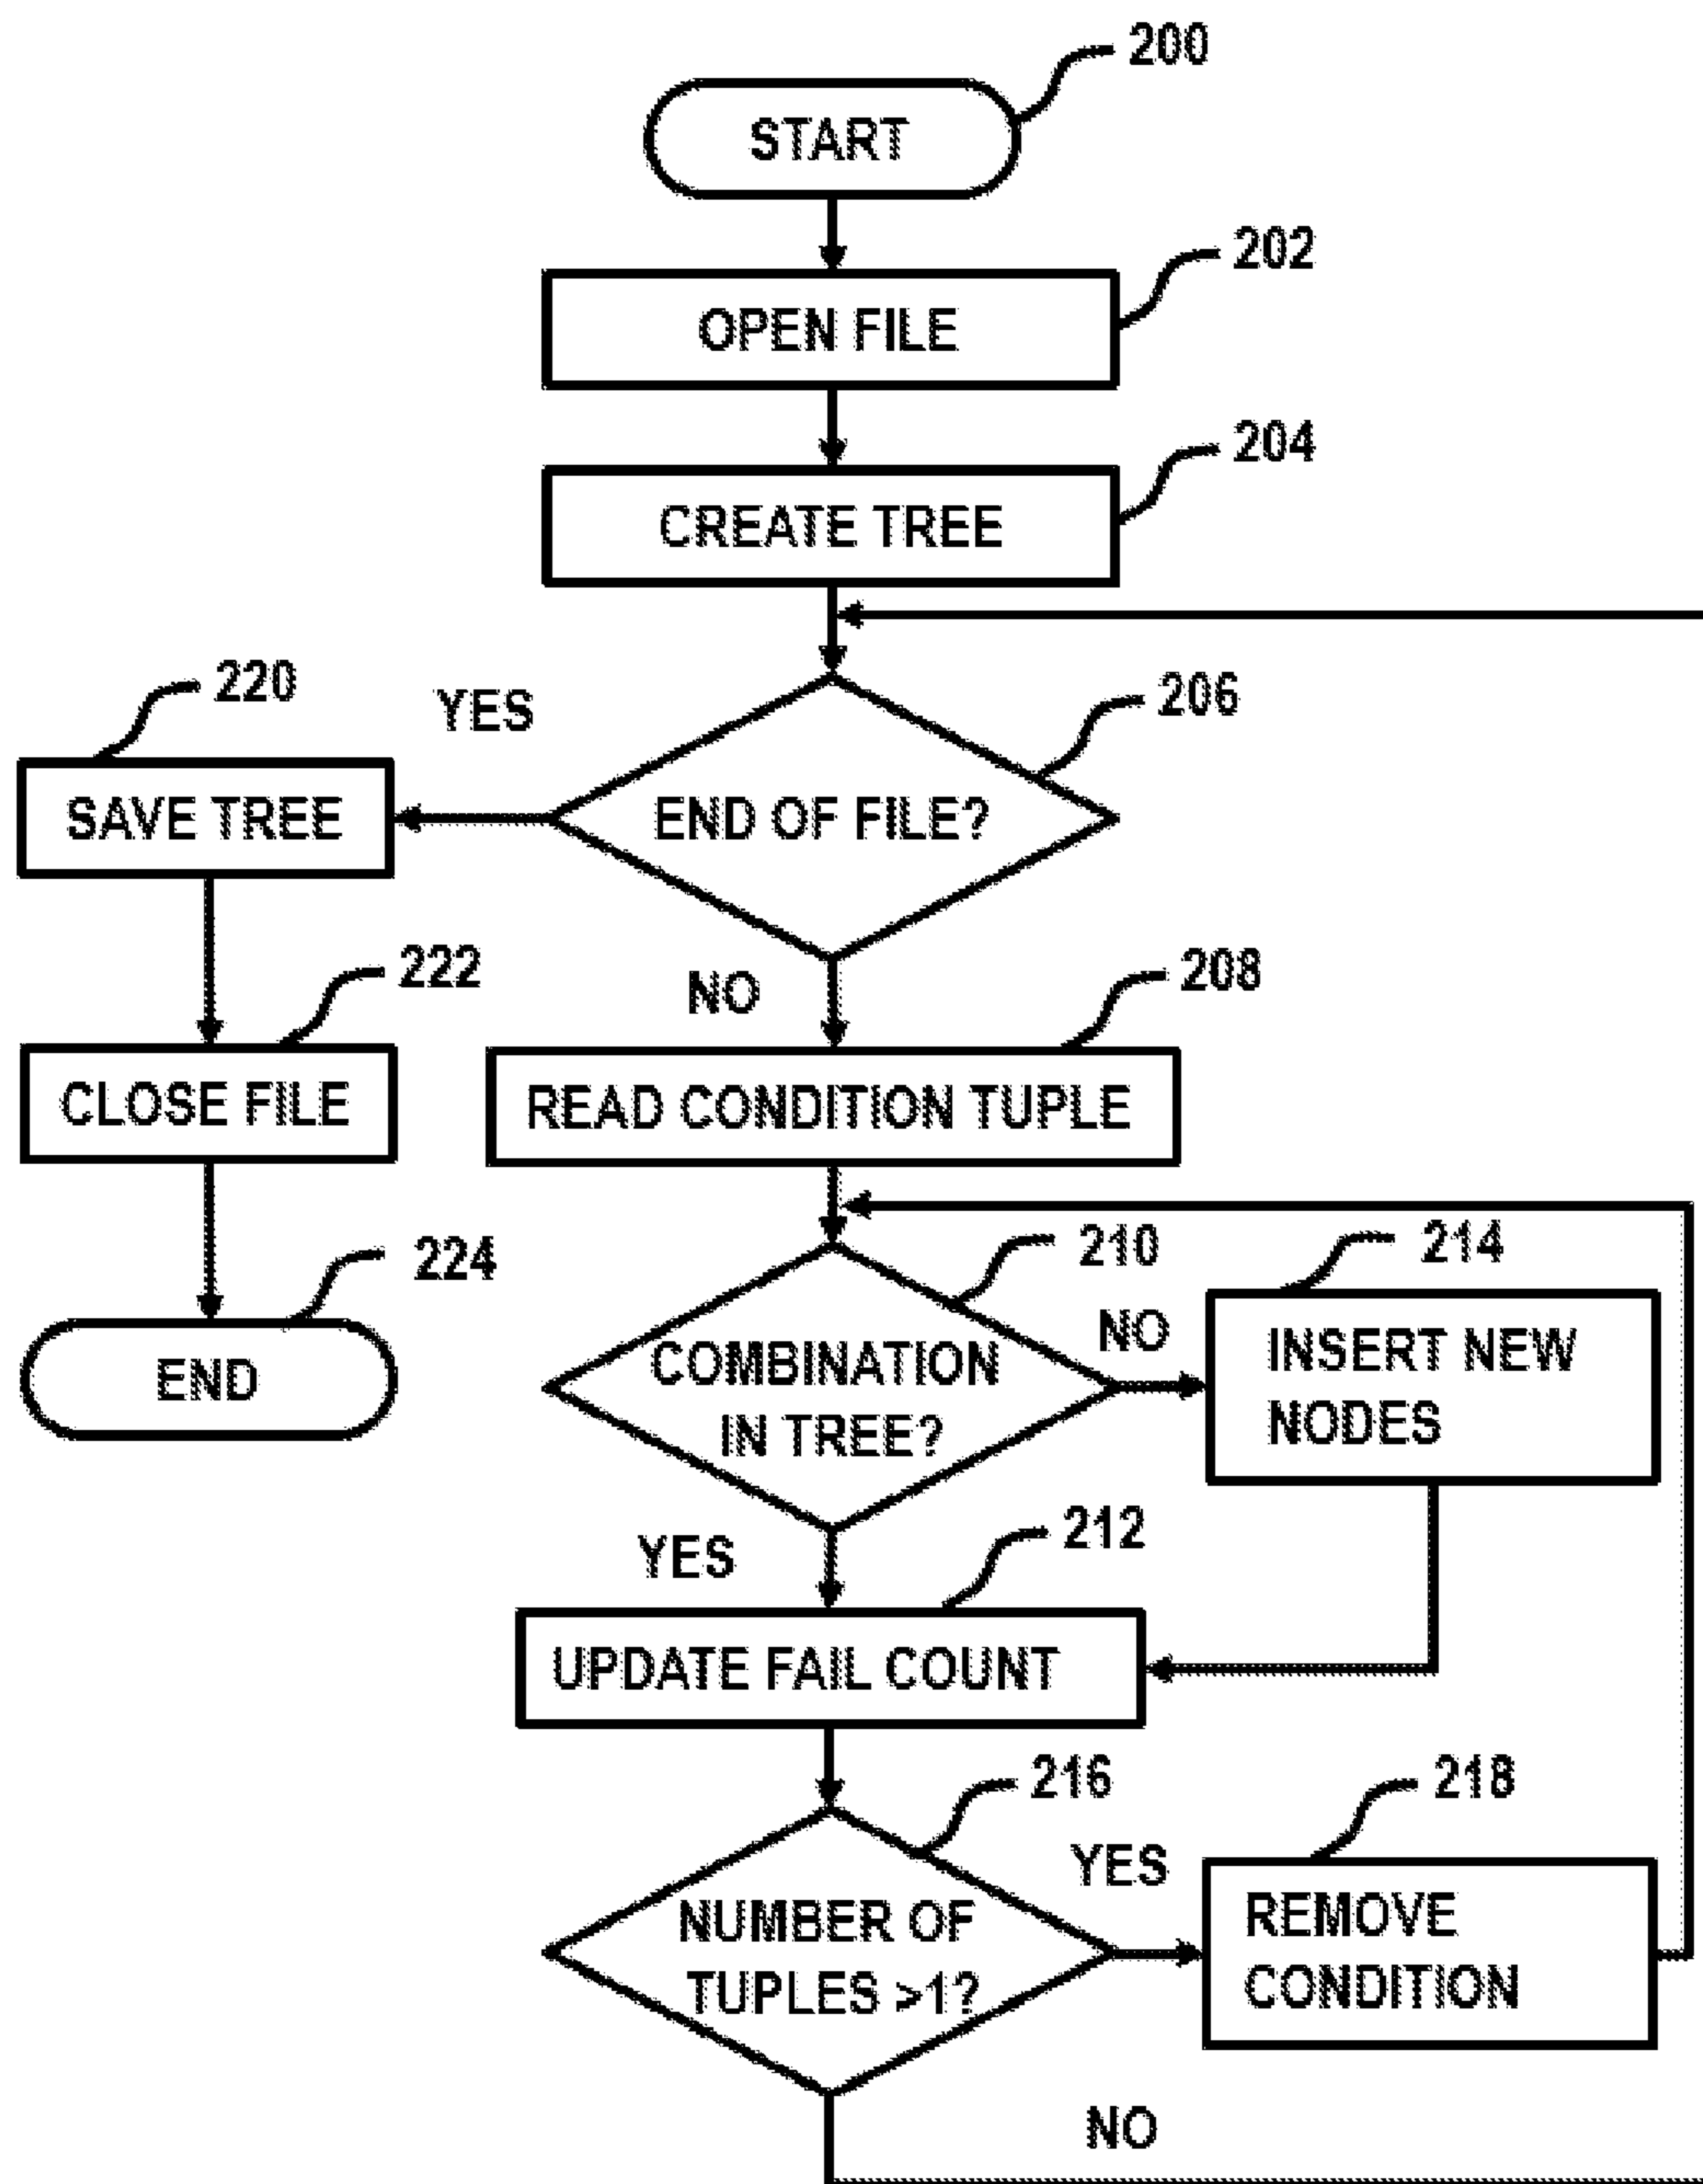 200
START
202
OPEN FILE
204
CREATE TREE
206
END OF FILE?
YES
220
SAVE TREE
222
CLOSE FILE
224
END
NO
208
READ CONDITION TUPLE
210
COMBINATION
IN TREE?
NO
214
INSERT NEW
NODES
YES
212
UPDATE FAIL COUNT
216
NUMBER OF
TUPLES >1?
YES
218
REMOVE
CONDITION
NO